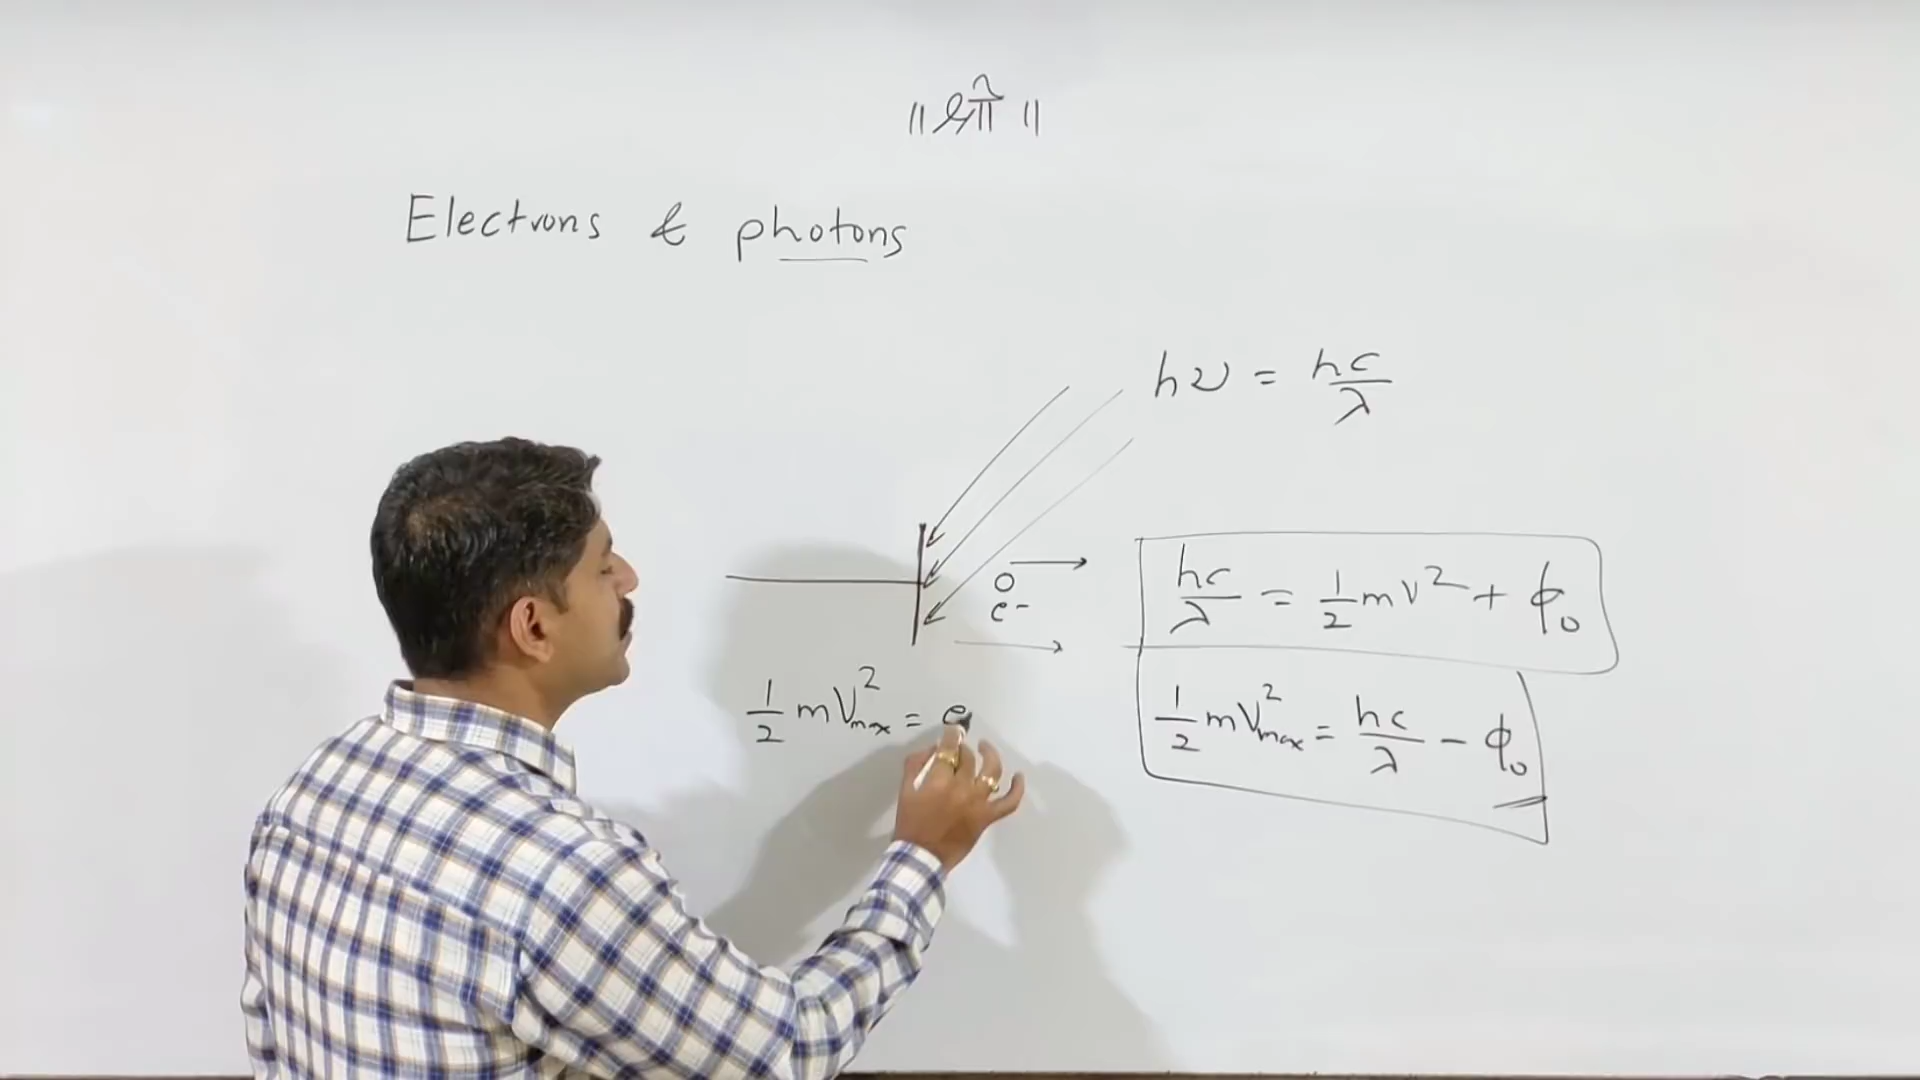 ॥ श्री ॥
Electrons & photons
hν = hc/λ
e-
hc/λ = 1/2 mv² + ϕ₀
1/2 mV²max = e
1/2 mV²max = hc/λ - ϕ₀